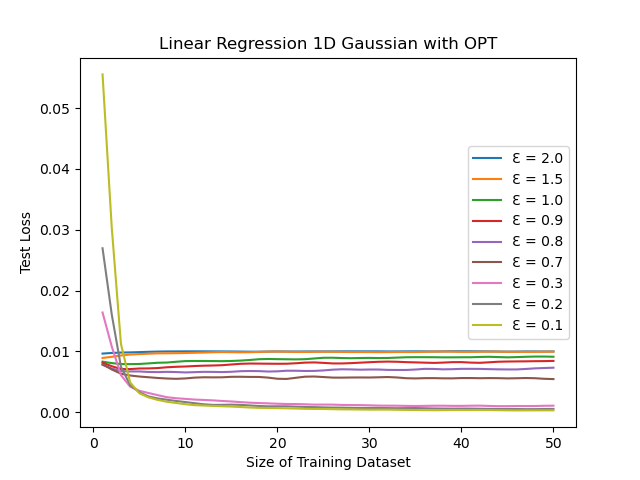 Linear Regression 1D Gaussian with OPT
Test Loss
0.05
0.04
0.03
0.02
0.01
0.00
Ɛ = 2.0
Ɛ = 1.5
Ɛ = 1.0
Ɛ = 0.9
Ɛ = 0.8
Ɛ = 0.7
Ɛ = 0.3
Ɛ = 0.2
Ɛ = 0.1
0 10 20 30 40 50
Size of Training Dataset